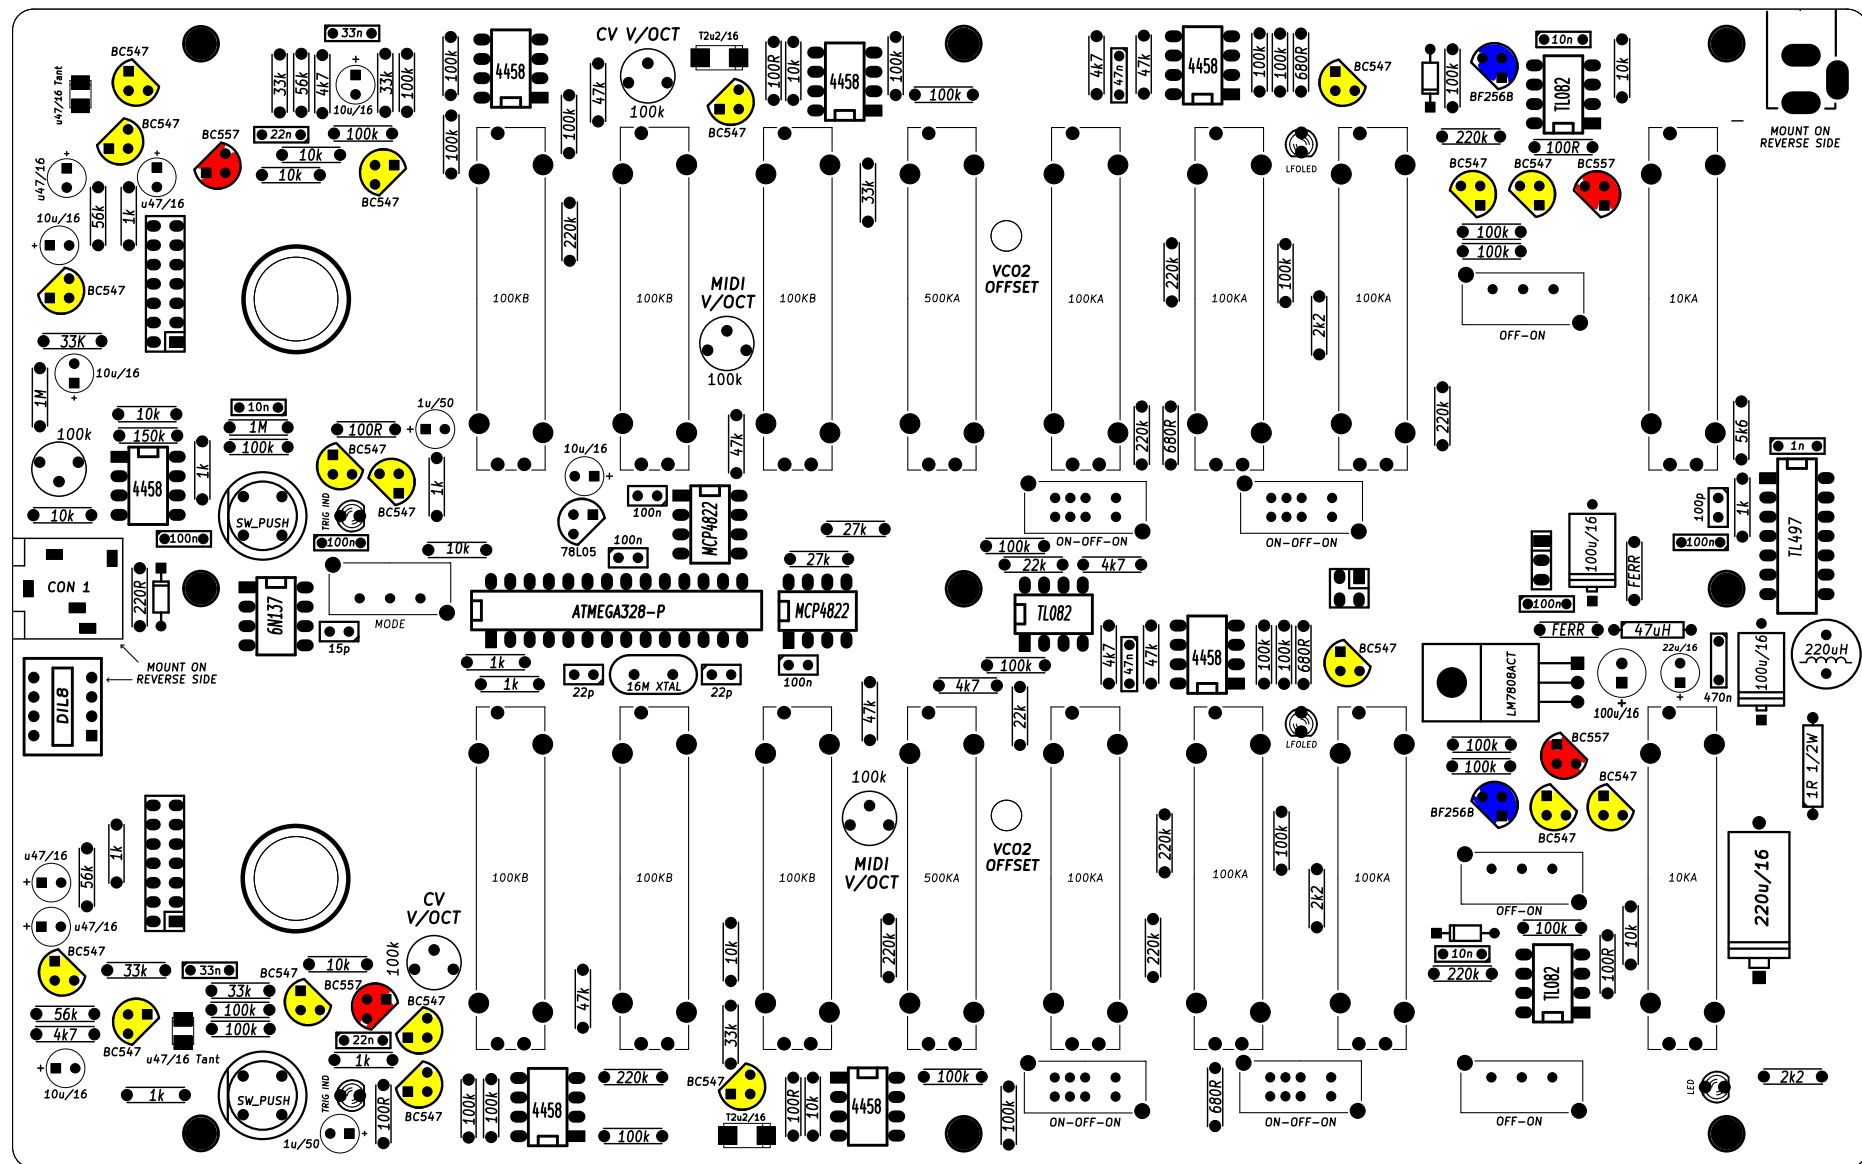 BC547
u47/16 Tant
BC547
BC557
33n
33k
56k
4k7
10u/16
33k
100k
22n
100k
10k
10k
BC547
u47/16
u47/16
56k
1k
10u/16
BC547
33K
10u/16
1M
10k
150k
100k
4458
1k
10k
100n
10n
1M
100k
SW_PUSH
100R
1u/50
BC547
BC547
TRIG IND
1k
100n
10k
CON 1
220R
6N137
MODE
15p
MOUNT ON
REVERSE SIDE
DIL8
100k
4458
100k
47k
CV V/OCT
100k
T2u2/16
100R
10k
BC547
4458
100k
100k
100k
220k
33k
100KB
100KB
100KB
500KA
100KA
100KA
100KA
10KA
MIDI
V/OCT
100k
VCO2
OFFSET
4k7
47n
47k
4458
100k
100k
680R
BC547
LFOLED
100k
BF256B
10n
TL082
10k
220k
100R
BC547
BC547
BC557
100k
100k
OFF-ON
MOUNT ON
REVERSE SIDE
220k
100k
2k2
220k
680R
220k
5k6
1n
10u/16
78L05
100n
100n
47k
MCP4822
27k
27k
ATMEGA328-P
MCP4822
1k
1k
22p
16M XTAL
22p
100n
ON-OFF-ON
ON-OFF-ON
100k
22k
4k7
TL082
100k
4k7
22k
47k
4k7
47n
47k
4458
100k
100k
680R
BC547
LFOLED
100p
1k
100n
TL497
100u/16
FERR
100n
FERR
47uH
LM7808ACT
100u/16
22u/16
470n
100u/16
220uH
1R 1/2W
220u/16
100k
100k
BC557
BC547
BF256B
BC547
OFF-ON
100k
10n
220k
TL082
100R
10k
100KB
100KB
100KB
500KA
100KA
100KA
100KA
10KA
100k
MIDI
V/OCT
VCO2
OFFSET
220k
100k
2k2
220k
220k
u47/16
56k
1k
u47/16
BC547
33k
33n
56k
4k7
BC547
u47/16 Tant
10u/16
1k
33k
100k
100k
BC547
10k
BC557
BC547
22n
1k
BC547
SW_PUSH
TRIG IND
1u/50
100R
CV
V/OCT
100k
47k
10k
33k
100k
100k
4458
220k
100k
BC547
T2u2/16
100R
10k
4458
100k
100k
ON-OFF-ON
680R
ON-OFF-ON
OFF-ON
LED
2k2